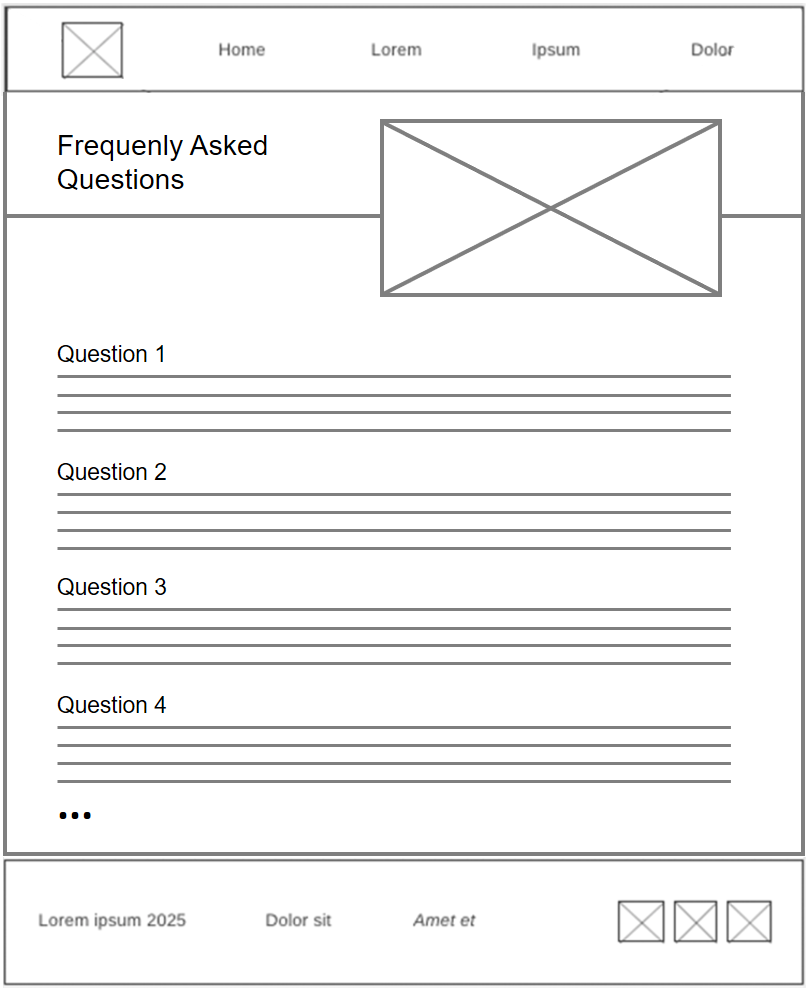 Home Lorem Ipsum Dolor
Frequenly Asked
Questions
Question 1
Question 2
Question 3
Question 4
...
Lorem ipsum 2025 Dolor sit Amet et